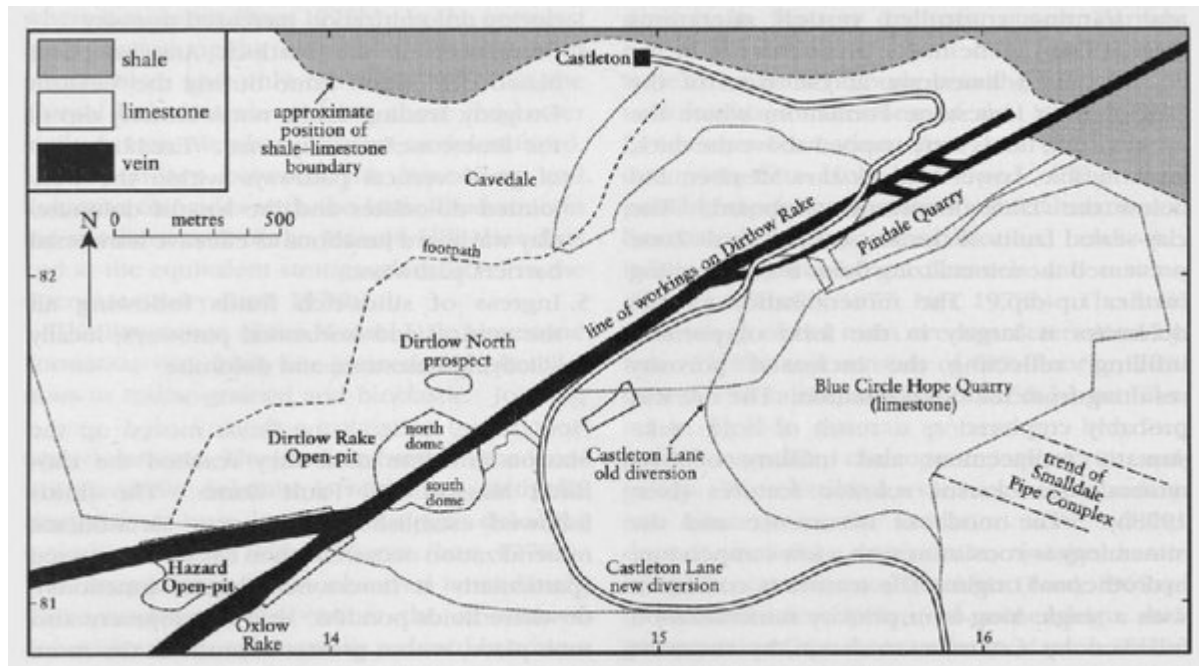 shale
limestone
vein
approximate
position of
shale–limestone
boundary
Castleton
Cavedale
N
0 metres 500
footpath
line of workings on Dirtlow Rake
Pindale Quarry
82
Dirtlow North
prospect
Blue Circle Hope Quarry
(limestone)
Dirtlow Rake
Open-pit
north
dome
south
dome
Castleton Lane
old diversion
trend of
Smalldale
Pipe Complex
Hazard
Open-pit
Castleton Lane
new diversion
81
Oxlow
Rake
14
15
16